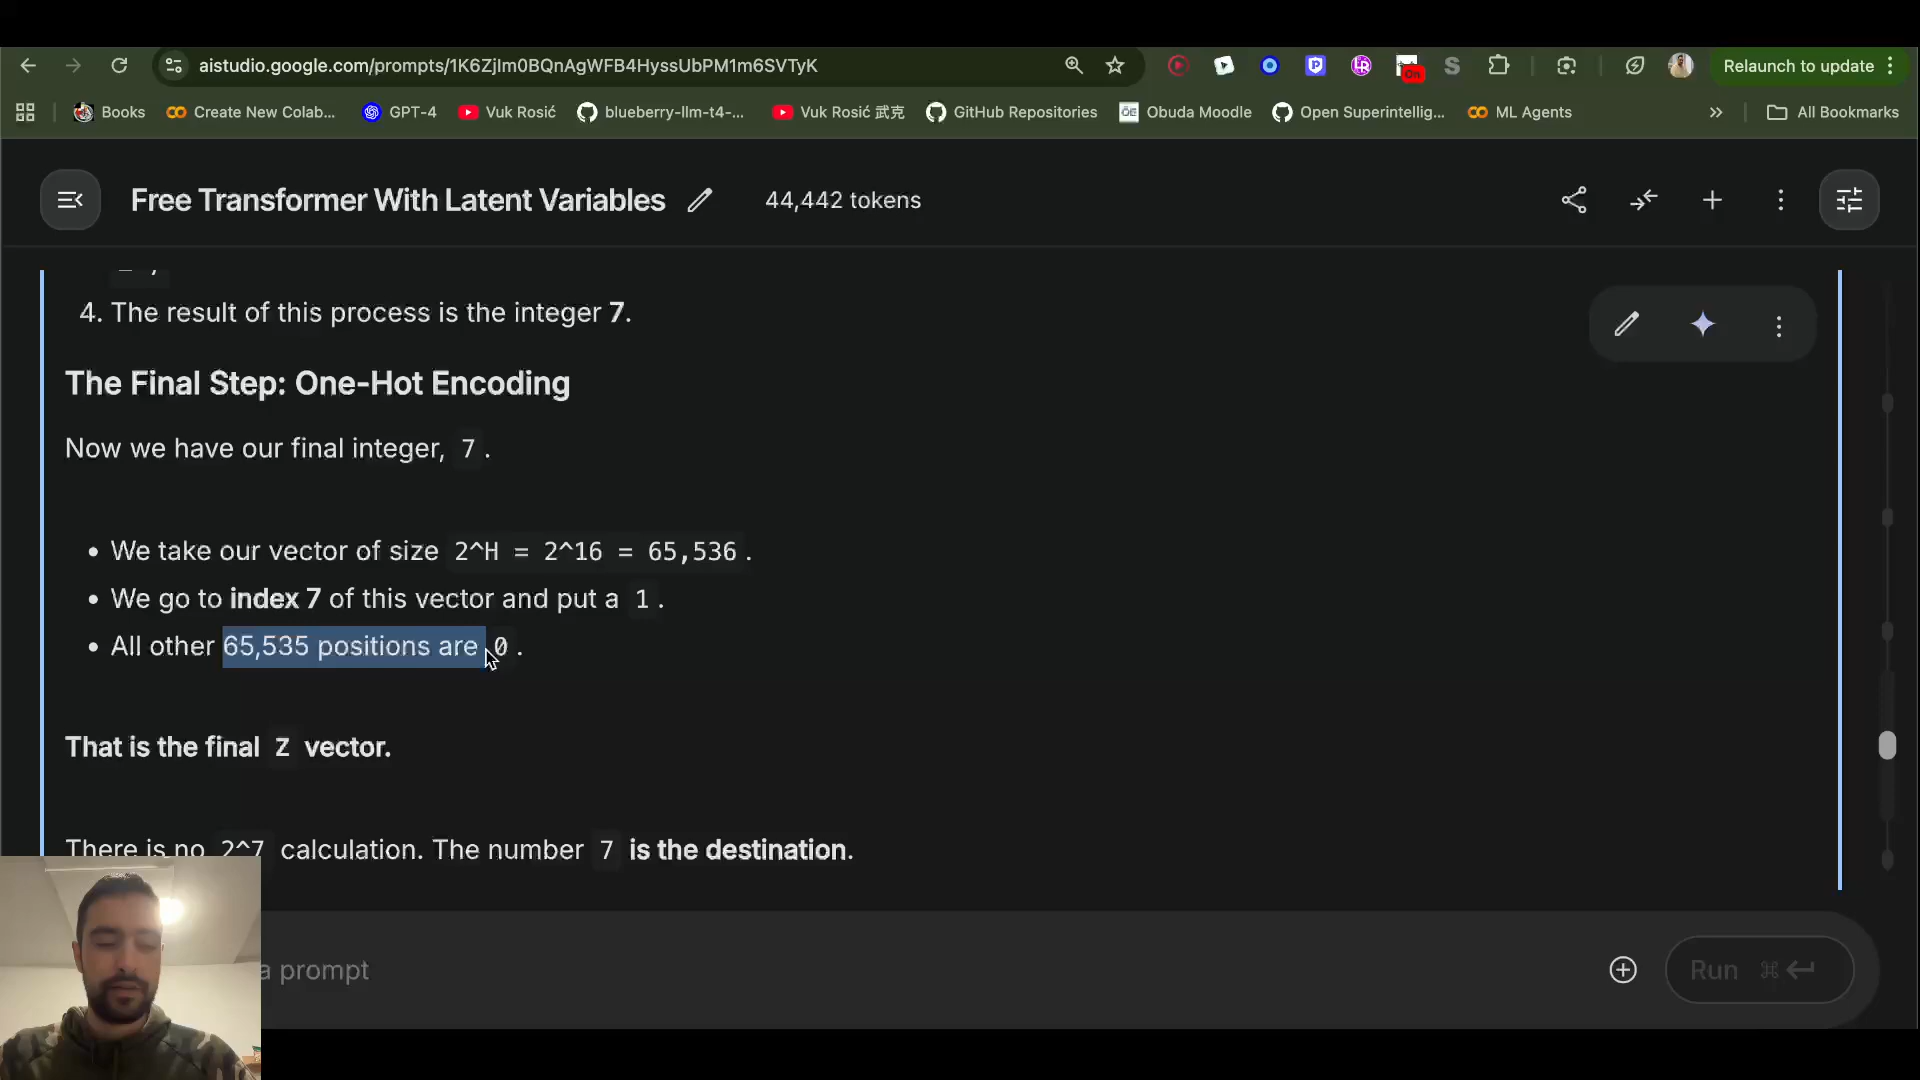 aistudio.google.com/prompts/1K6ZjIm0BQnAgWFB4HyssUbPM1m6SVTyK
On
S
Relaunch to update
Books
Create New Colab...
GPT-4
Vuk Rosić
blueberry-llm-t4-...
Vuk Rosić 武克
GitHub Repositories
Obuda Moodle
Open Superintellig...
ML Agents
All Bookmarks
Free Transformer With Latent Variables
44,442 tokens
4. The result of this process is the integer 7.
The Final Step: One-Hot Encoding
Now we have our final integer, 7.
• We take our vector of size 2^H = 2^16 = 65,536.
• We go to index 7 of this vector and put a 1.
• All other 65,535 positions are 0.
That is the final Z vector.
There is no 2^7 calculation. The number 7 is the destination.
a prompt
Run ⌘ ↵